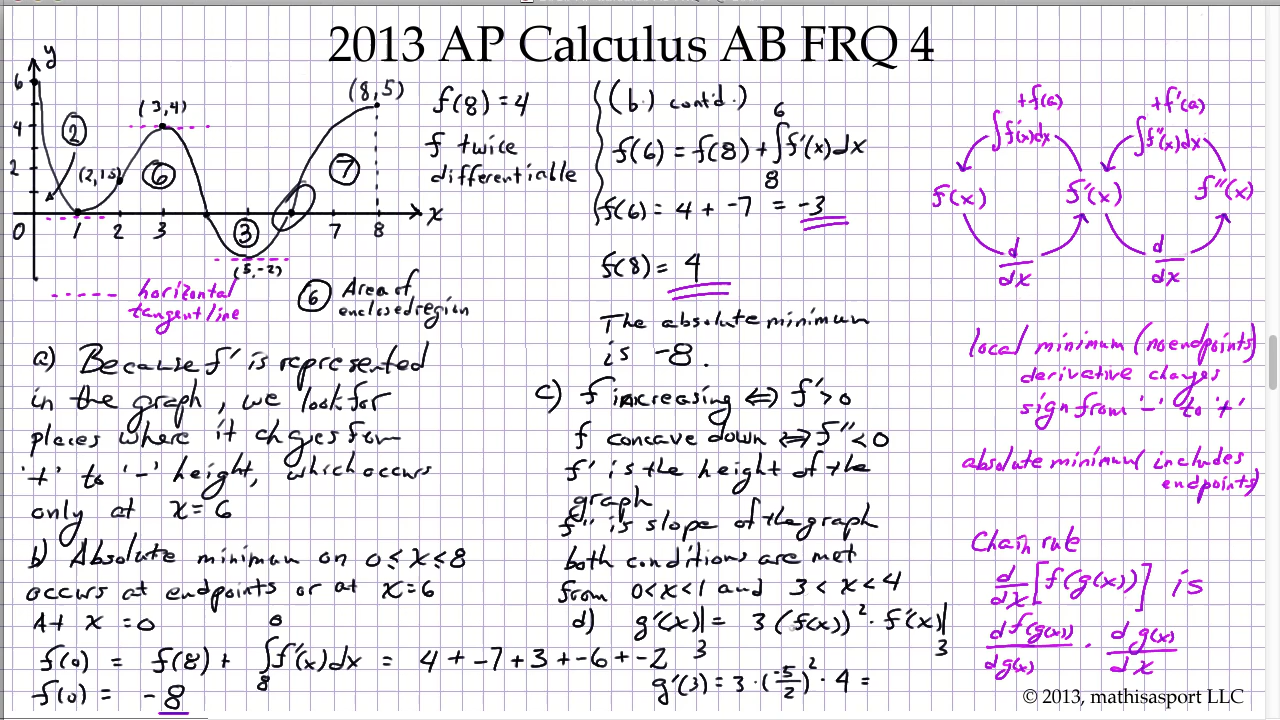 2013 AP Calculus AB FRQ 4
y
6
4
2
0
1
2
3
7
8
x
(3,4)
(8,5)
(2,1.5)
(5,-2)
②
⑥
③
⑦
horizontal
tangent line
⑥ Area of
enclosed region
f(8) = 4
f twice
differentiable
a) Because f' is represented
in the graph, we look for
places where it chges from
'+' to '-' height, which occurs
only at x = 6
b) Absolute minimun on 0 ≤ x ≤ 8
occurs at endpoints or at x = 6
At x = 0
f(0) = f(8) + ∫₈⁰ f'(x)dx = 4 + -7 + 3 + -6 + -2
f(0) = -8
(b.) cont'd.)
f(6) = f(8) + ∫₈⁶ f'(x)dx
f(6) = 4 + -7 = -3
f(8) = 4
The absolute minimum
is -8.
c) f increasing ⇔ f' > 0
f concave down ⇔ f'' < 0
f' is the height of the
graph
f'' is slope of the graph
both conditions are met
from 0 < x < 1 and 3 < x < 4
d) g'(x)|₃ = 3(f(x))² · f'(x)|₃
g'(3) = 3 · (-5/2)² · 4 =
+f(a)
∫f'(x)dx
+f'(a)
∫f''(x)dx
f(x) f'(x) f''(x)
d/dx d/dx
local minimum (no endpoints)
derivative changes
sign from '-' to '+'
absolute minimum (includes
endpoints)
Chain rule
d/dx [f(g(x))] is
df(g(x))/dg(x) · dg(x)/dx
© 2013, mathisasport LLC